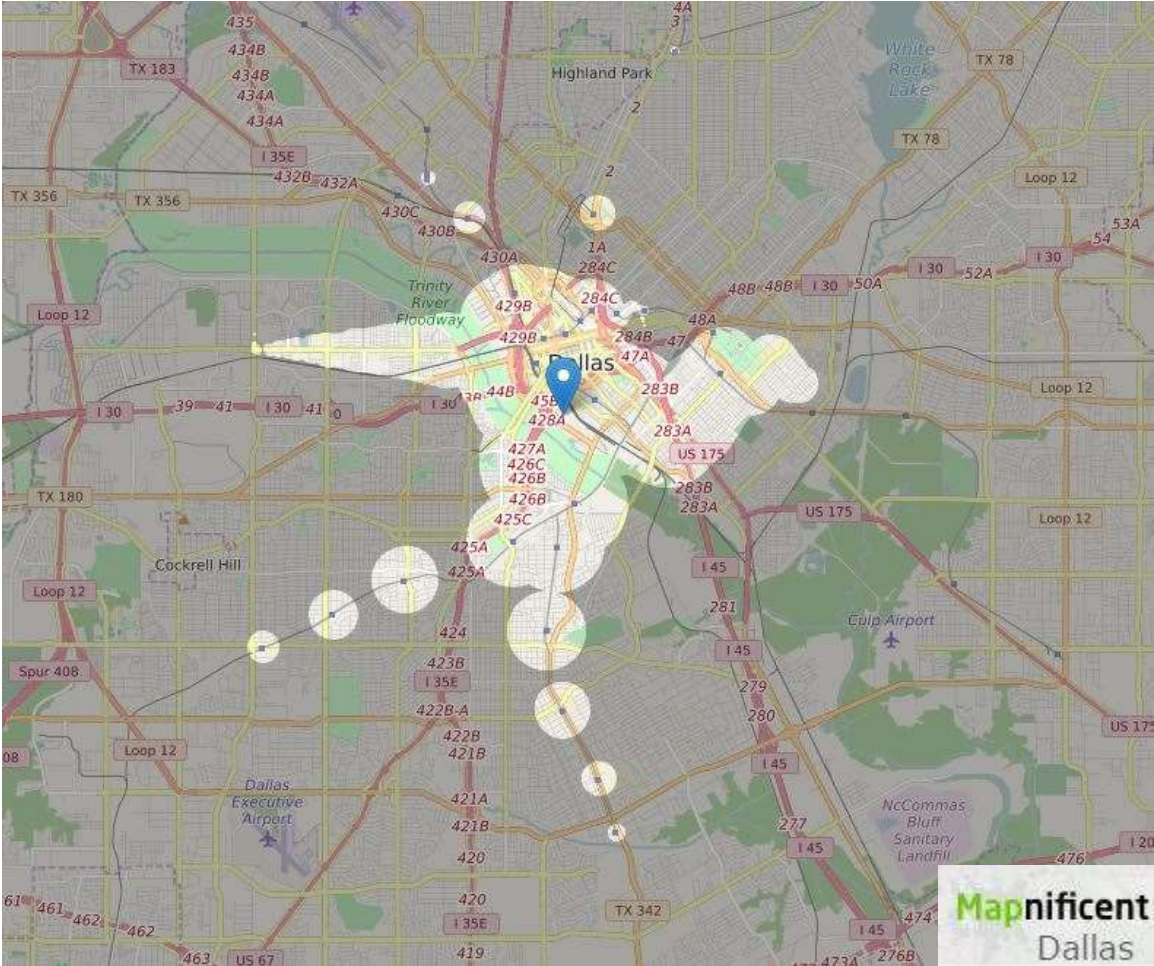 435
4A
3
434B
TX 183
434B
434A
434A
Highland Park
White
Rock
Lake
TX 78
2
TX 78
I 35E
432B
432A
2
Loop 12
TX 356
TX 356
430C
430B
430A
1A
284C
53A
54
I 30
I 30
52A
48B
48B
I 30
50A
Trinity
River
Floodway
429B
284C
Loop 12
48A
429B
284B
47
47A
Dallas
44B
283B
Loop 12
I 30
39
41
I 30
41
I 30
428A
283A
427A
US 175
426C
426B
283B
TX 180
426B
283A
US 175
425C
Loop 12
425A
Cockrell Hill
425A
I 45
Loop 12
281
424
Culp Airport
I 45
423B
Spur 408
I 35E
279
422B-A
280
US 175
422B
Loop 12
08
421B
I 45
Dallas
Executive
Airport
421A
NcCommas
Bluff
Sanitary
Landfill
421B
277
I 20
I 45
420
476
461
462
462
420
TX 342
Mapnificent
474
I 35E
I 45
Dallas
463
US 67
419
473A
276B